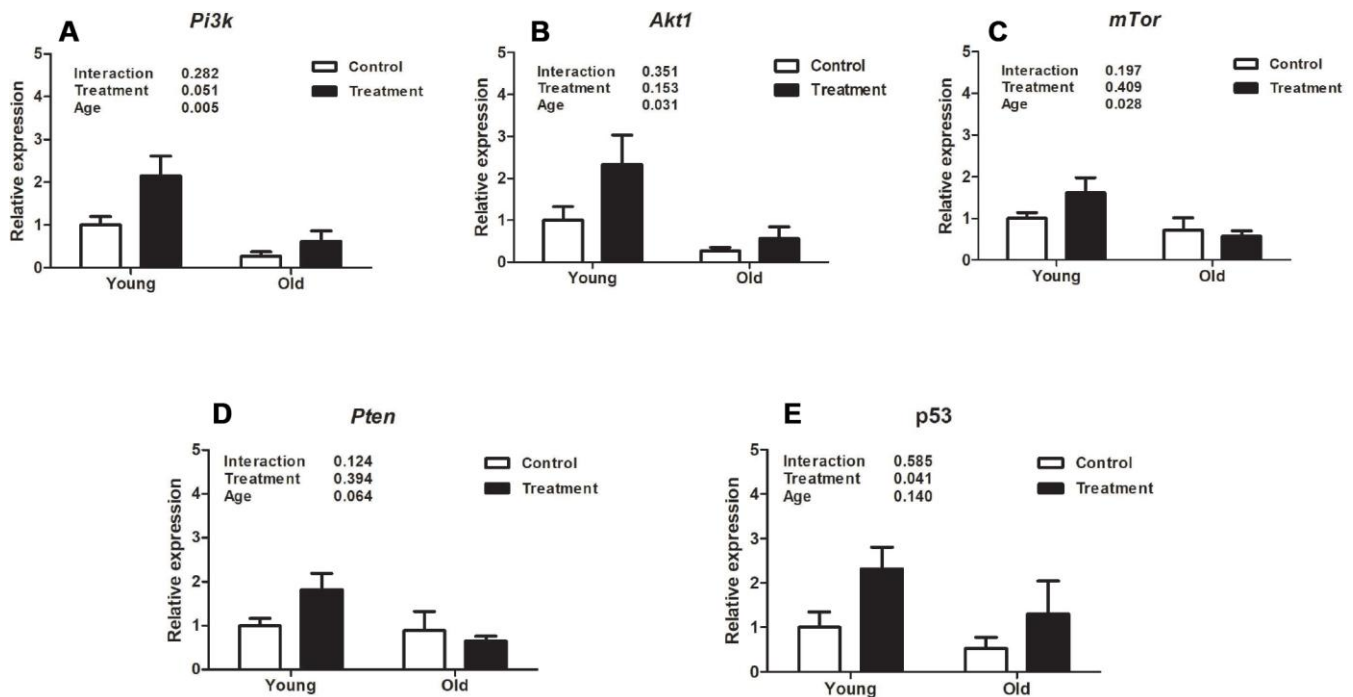 A
Pi3k
Relative expression
5
4
3
2
1
0
Interaction 0.282
Treatment 0.051
Age 0.005
Control
Treatment
Young Old
B
Akt1
Relative expression
5
4
3
2
1
0
Interaction 0.351
Treatment 0.153
Age 0.031
Control
Treatment
Young Old
C
mTor
Relative expression
5
4
3
2
1
0
Interaction 0.197
Treatment 0.409
Age 0.028
Control
Treatment
Young Old
D
Pten
Relative expression
5
4
3
2
1
0
Interaction 0.124
Treatment 0.394
Age 0.064
Control
Treatment
Young Old
E
p53
Relative expression
5
4
3
2
1
0
Interaction 0.585
Treatment 0.041
Age 0.140
Control
Treatment
Young Old